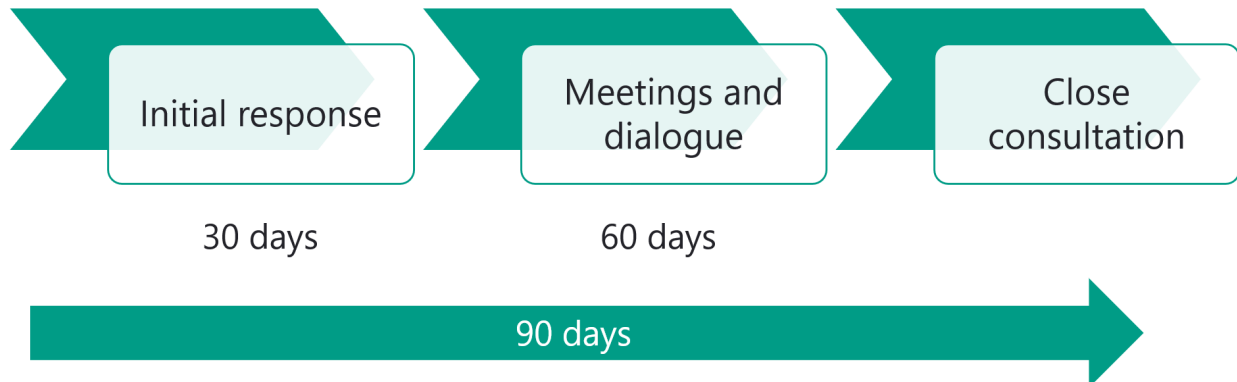 Initial response
Meetings and
dialogue
Close
consultation
30 days
60 days
90 days